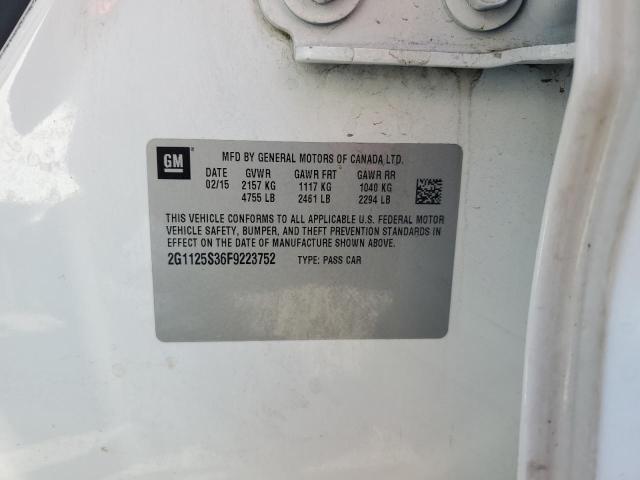 GM
MFD BY GENERAL MOTORS OF CANADA LTD.
DATE GVWR GAWR FRT GAWR RR
02/15 2157 KG 1117 KG 1040 KG
4755 LB 2461 LB 2294 LB
THIS VEHICLE CONFORMS TO ALL APPLICABLE U.S. FEDERAL MOTOR
VEHICLE SAFETY, BUMPER, AND THEFT PREVENTION STANDARDS IN
EFFECT ON THE DATE OF MANUFACTURE SHOWN ABOVE.
2G1125S36F9223752 TYPE: PASS CAR